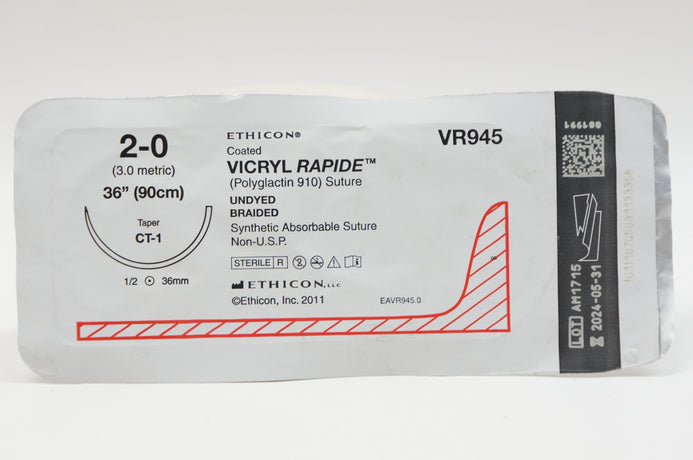 2-0
(3.0 metric)
36” (90cm)
Taper
CT-1
1/2 36mm
ETHICON®
Coated
VICRYL RAPIDE™
(Polyglactin 910) Suture
UNDYED
BRAIDED
Synthetic Absorbable Suture
Non-U.S.P.
STERILE R
ETHICON, LLC
©Ethicon, Inc. 2011
EAVR945.0
VR945
LOT AM1715
2024-05-31